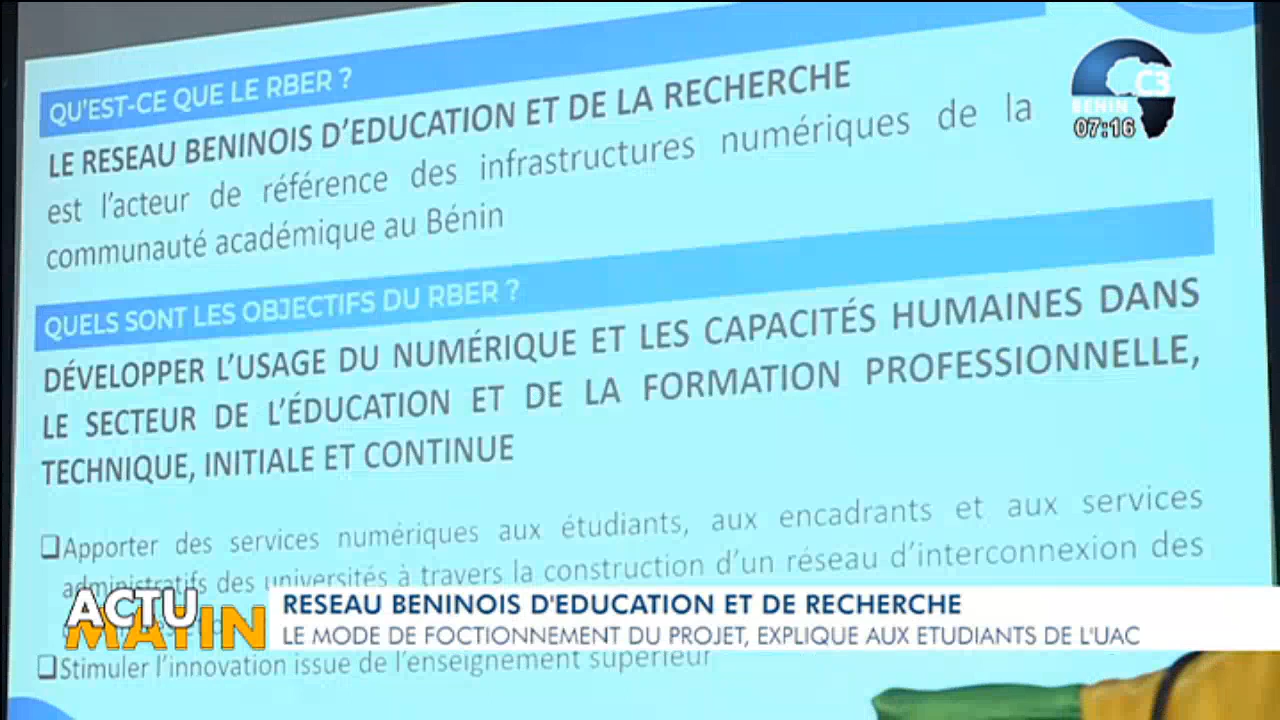 QU'EST-CE QUE LE RBER ?
LE RESEAU BENINOIS D'EDUCATION ET DE LA RECHERCHE
est l'acteur de référence des infrastructures numériques de la
communauté académique au Bénin
C3
BENIN
07:16
QUELS SONT LES OBJECTIFS DU RBER ?
DÉVELOPPER L'USAGE DU NUMÉRIQUE ET LES CAPACITÉS HUMAINES DANS
LE SECTEUR DE L'ÉDUCATION ET DE LA FORMATION PROFESSIONNELLE,
TECHNIQUE, INITIALE ET CONTINUE
Apporter des services numériques aux étudiants, aux encadrants et aux services
administratifs des universités à travers la construction d'un réseau d'interconnexion des
ACTU
MATIN
RESEAU BENINOIS D'EDUCATION ET DE RECHERCHE
LE MODE DE FOCTIONNEMENT DU PROJET, EXPLIQUE AUX ETUDIANTS DE L'UAC
Stimuler l'innovation issue de l'enseignement supérieur